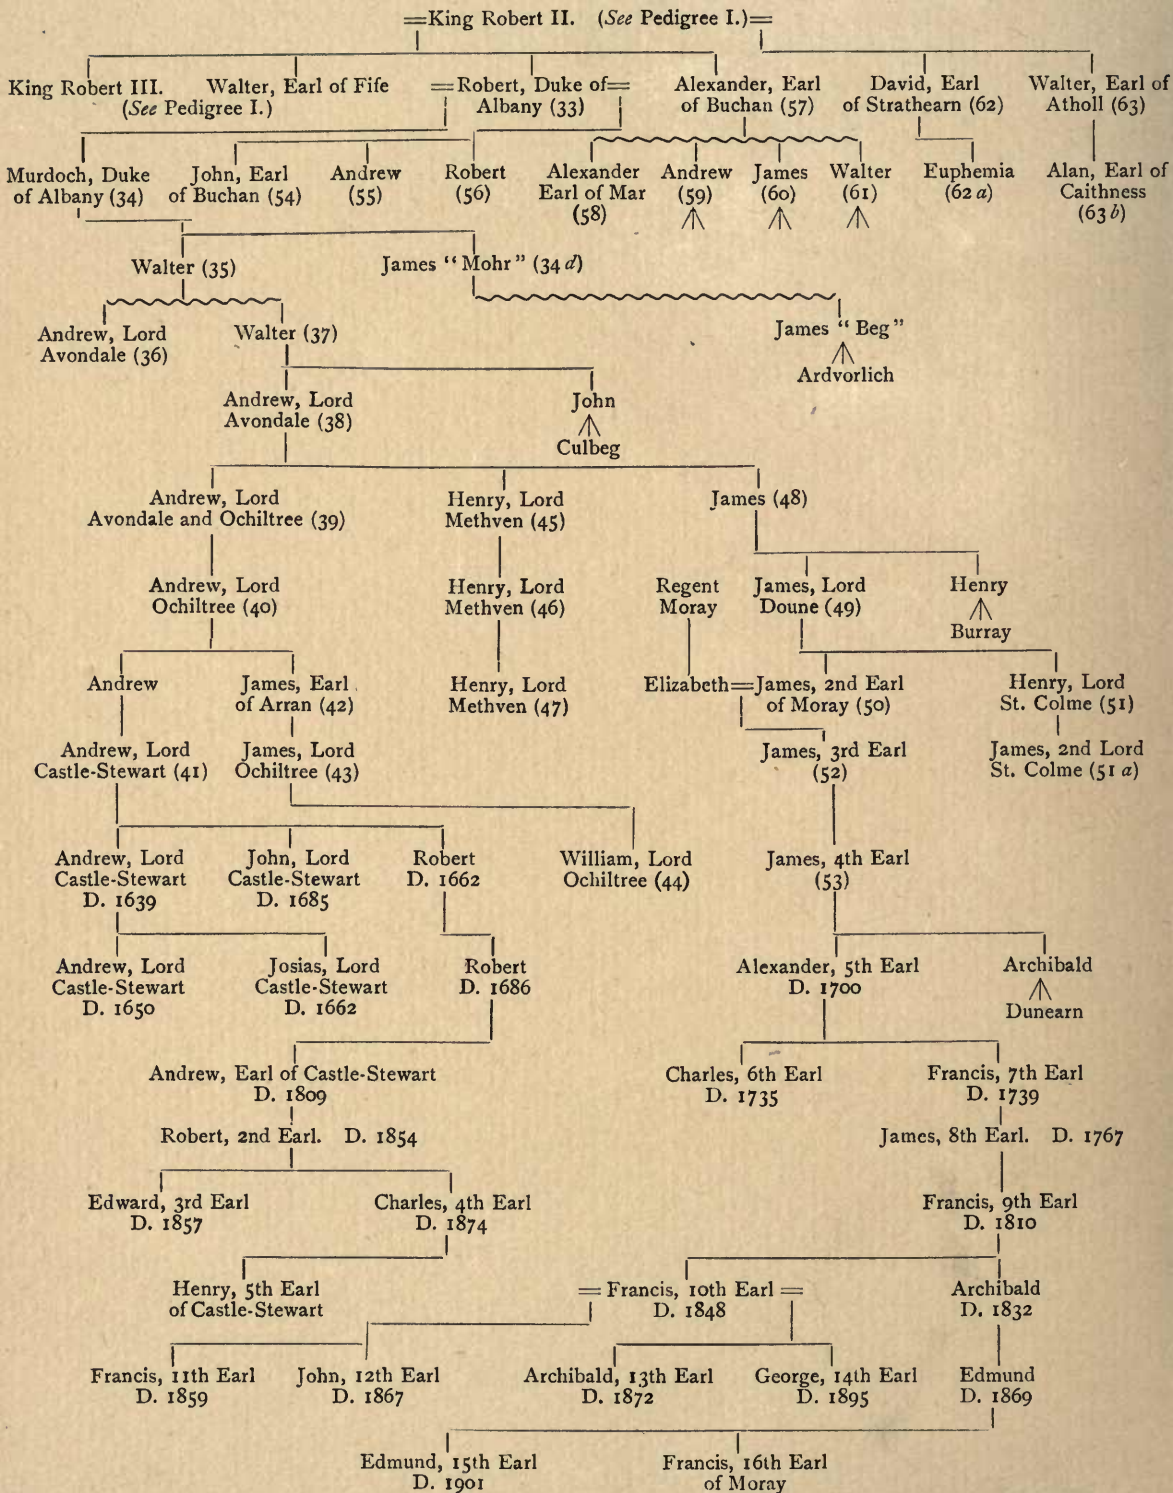 King Robert II. (See Pedigree I.)
King Robert III.
(See Pedigree I.)
Walter, Earl of Fife
Robert, Duke of
Albany (33)
Alexander, Earl
of Buchan (57)
David, Earl
of Strathearn (62)
Walter, Earl of
Atholl (63)
Murdoch, Duke
of Albany (34)
John, Earl
of Buchan (54)
Andrew
(55)
Robert
(56)
Alexander
Earl of Mar
(58)
Andrew
(59)
James
(60)
Walter
(61)
Euphemia
(62 a)
Alan, Earl of
Caithness
(63 b)
Walter (35)
James "Mohr" (34 d)
Andrew, Lord
Avondale (36)
Walter (37)
James "Beg"
Ardvorlich
Andrew, Lord
Avondale (38)
John
Culbeg
Andrew, Lord
Avondale and Ochiltree (39)
Henry, Lord
Methven (45)
James (48)
Andrew, Lord
Ochiltree (40)
Henry, Lord
Methven (46)
Regent
Moray
James, Lord
Doune (49)
Henry
Burray
Andrew
James, Earl
of Arran (42)
Henry, Lord
Methven (47)
Elizabeth
James, 2nd Earl
of Moray (50)
Henry, Lord
St. Colme (51)
Andrew, Lord
Castle-Stewart (41)
James, Lord
Ochiltree (43)
James, 3rd Earl
(52)
James, 2nd Lord
St. Colme (51 a)
Andrew, Lord
Castle-Stewart
D. 1639
John, Lord
Castle-Stewart
D. 1685
Robert
D. 1662
William, Lord
Ochiltree (44)
James, 4th Earl
(53)
Andrew, Lord
Castle-Stewart
D. 1650
Josias, Lord
Castle-Stewart
D. 1662
Robert
D. 1686
Alexander, 5th Earl
D. 1700
Archibald
Dunearn
Andrew, Earl of Castle-Stewart
D. 1809
Charles, 6th Earl
D. 1735
Francis, 7th Earl
D. 1739
Robert, 2nd Earl. D. 1854
James, 8th Earl. D. 1767
Edward, 3rd Earl
D. 1857
Charles, 4th Earl
D. 1874
Francis, 9th Earl
D. 1810
Henry, 5th Earl
of Castle-Stewart
Francis, 10th Earl
D. 1848
Archibald
D. 1832
Francis, 11th Earl
D. 1859
John, 12th Earl
D. 1867
Archibald, 13th Earl
D. 1872
George, 14th Earl
D. 1895
Edmund
D. 1869
Edmund, 15th Earl
D. 1901
Francis, 16th Earl
of Moray